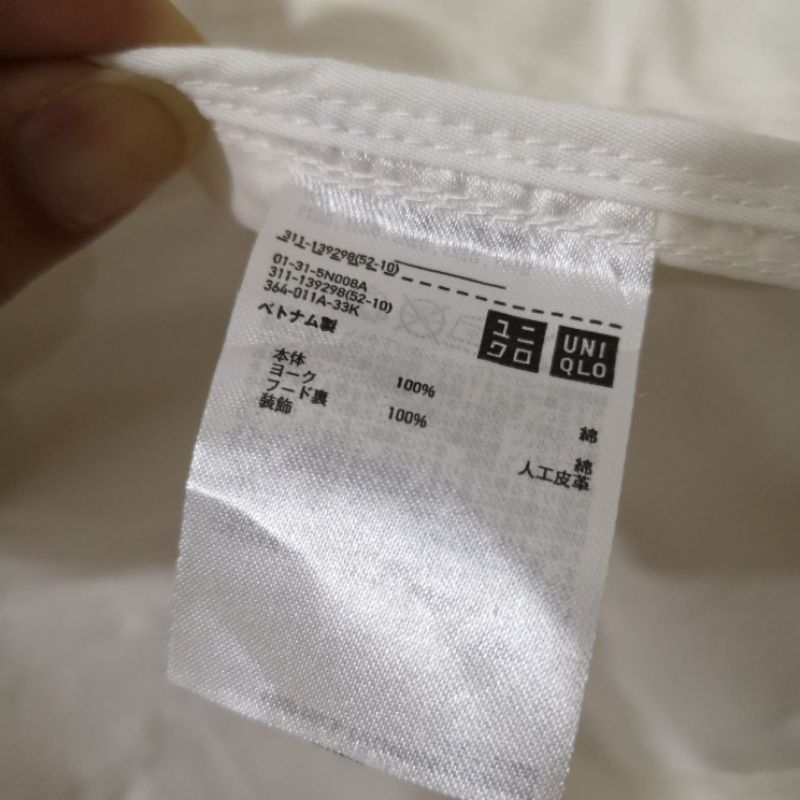 311-139298(52-10)
01-31-5N008A
311-139298(52-10)
364-011A-33K
ベトナム製
ユニ
クロ
UNI
QLO
本体
ヨーク 100% 綿
フード裏 100% 綿
装飾 人工皮革